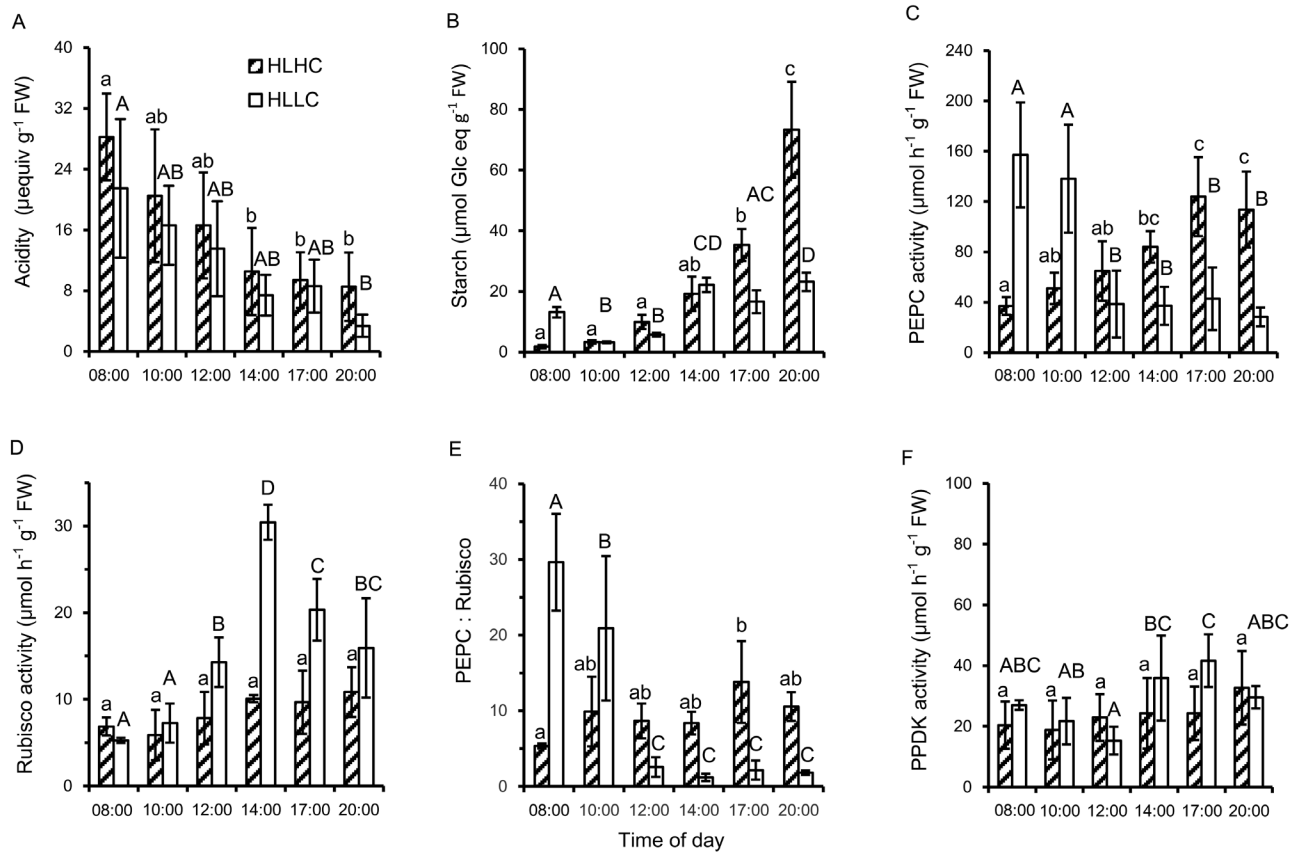 A
Acidity (µequiv g⁻¹ FW)
40
32
24
16
8
0
HLHC
HLLC
a
A
ab
AB
ab
AB
b
AB
b
AB
b
B
08:00 10:00 12:00 14:00 17:00 20:00
B
Starch (µmol Glc eq g⁻¹ FW)
100
80
60
40
20
0
a
A
a
B
a
B
ab
CD
b
AC
c
D
08:00 10:00 12:00 14:00 17:00 20:00
C
PEPC activity (µmol h⁻¹ g⁻¹ FW)
240
200
160
120
80
40
0
a
A
ab
A
ab
B
bc
B
c
B
c
B
08:00 10:00 12:00 14:00 17:00 20:00
D
Rubisco activity (µmol h⁻¹ g⁻¹ FW)
30
20
10
0
a
A
a
A
a
B
a
D
a
C
a
BC
08:00 10:00 12:00 14:00 17:00 20:00
E
PEPC : Rubisco
40
30
20
10
0
a
A
ab
B
ab
C
ab
C
b
C
ab
C
08:00 10:00 12:00 14:00 17:00 20:00
Time of day
F
PPDK activity (µmol h⁻¹ g⁻¹ FW)
100
80
60
40
20
0
a
ABC
a
AB
a
A
a
BC
a
C
a
ABC
08:00 10:00 12:00 14:00 17:00 20:00